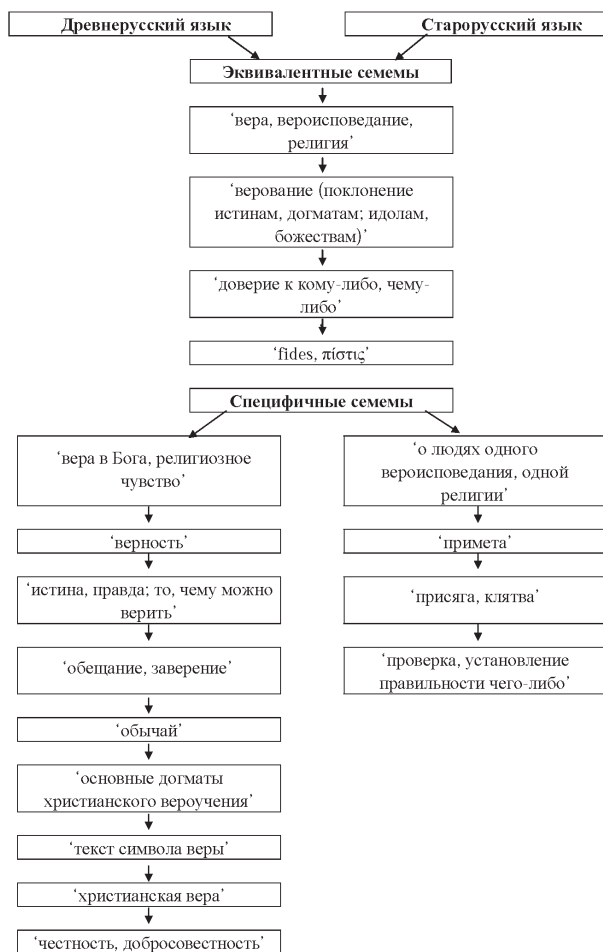 Древнерусский язык
Старорусский язык
Эквивалентные семемы
‘вера, вероисповедание,
религия’
‘верование (поклонение
истинам, догматам; идолам,
божествам)’
‘доверие к кому-либо, чему-
либо’
‘fides, πίστις’
Специфичные семемы
‘вера в Бога, религиозное
чувство’
‘верность’
‘истина, правда; то, чему можно
верить’
‘обещание, заверение’
‘обычай’
‘основные догматы
христианского вероучения’
‘текст символа веры’
‘христианская вера’
‘честность, добросовестность’
‘о людях одного
вероисповедания, одной
религии’
‘примета’
‘присяга, клятва’
‘проверка, установление
правильности чего-либо’